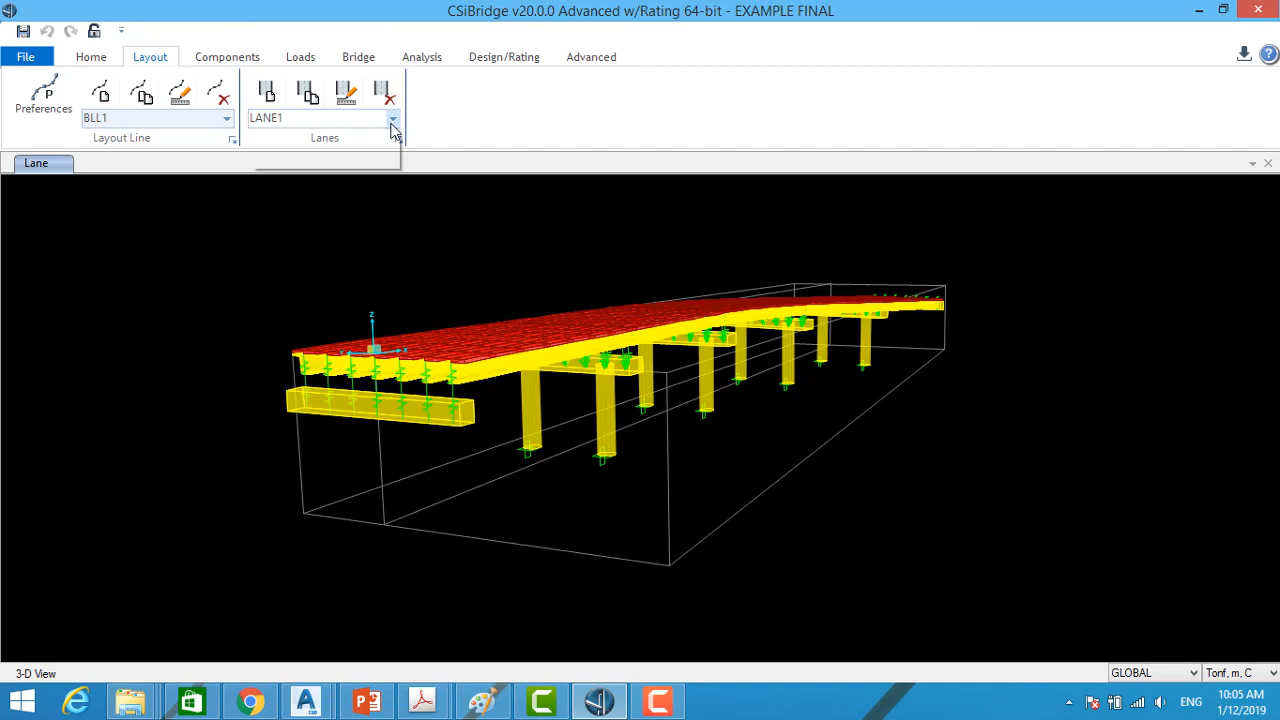 CSiBridge v20.0.0 Advanced w/Rating 64-bit - EXAMPLE FINAL
File Home Layout Components Loads Bridge Analysis Design/Rating Advanced
P
Preferences
BLL1
LANE1
Layout Line
Lanes
Lane
Z
Y X
3-D View
GLOBAL
Tonf, m, C
ENG
10:05 AM
1/12/2019